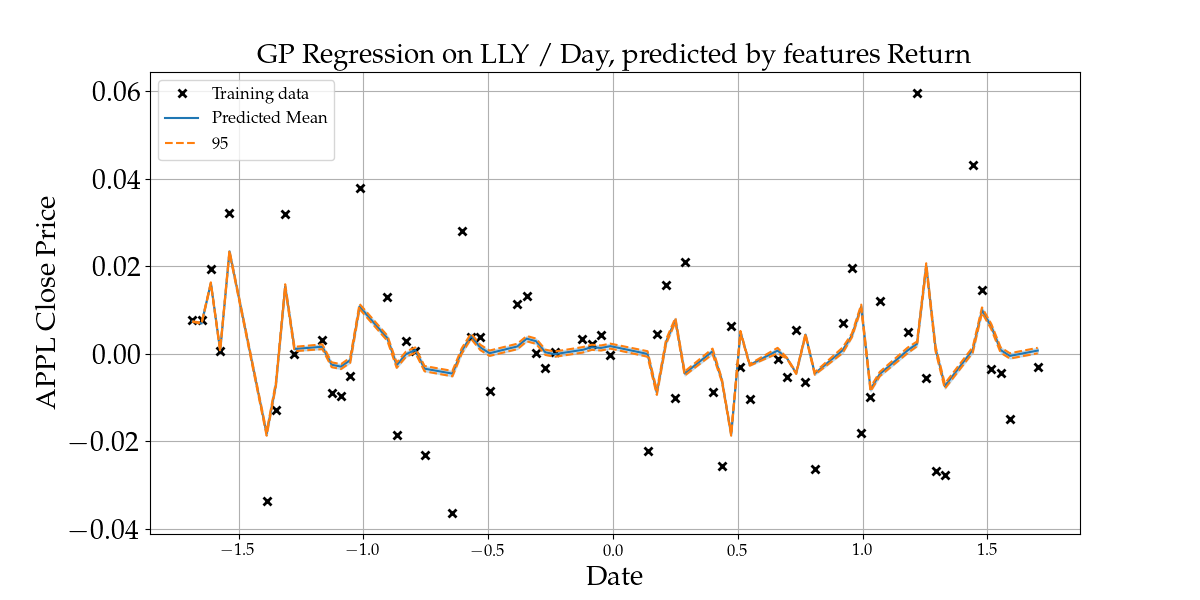 GP Regression on LLY / Day, predicted by features Return
Training data
Predicted Mean
95
APPL Close Price
0.06
0.04
0.02
0.00
−0.02
−0.04
−1.5
−1.0
−0.5
0.0
0.5
1.0
1.5
Date